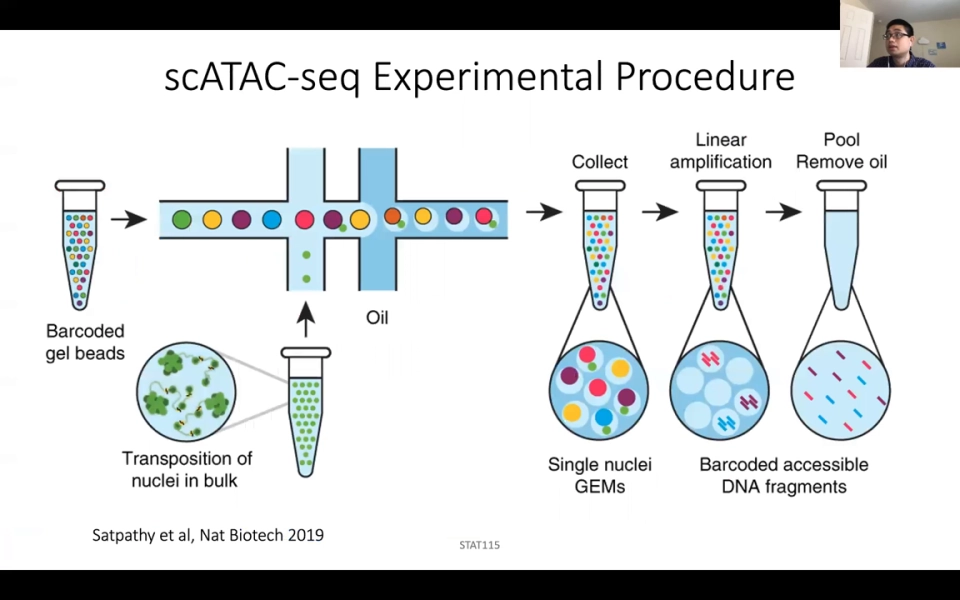 scATAC-seq Experimental Procedure
Barcoded
gel beads
Oil
Transposition of
nuclei in bulk
Collect
Linear
amplification
Pool
Remove oil
Single nuclei
GEMs
Barcoded accessible
DNA fragments
Satpathy et al, Nat Biotech 2019
STAT115